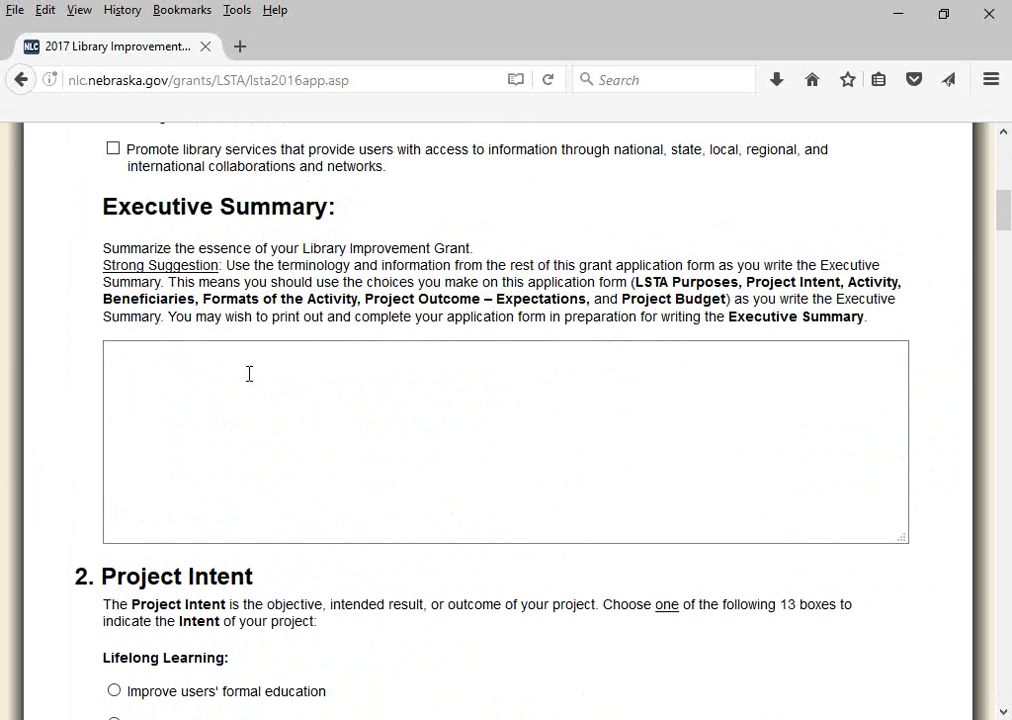 File Edit View History Bookmarks Tools Help
NLC 2017 Library Improvement...
nlc.nebraska.gov/grants/LSTA/lsta2016app.asp Search
Promote library services that provide users with access to information through national, state, local, regional, and
international collaborations and networks.
Executive Summary:
Summarize the essence of your Library Improvement Grant.
Strong Suggestion: Use the terminology and information from the rest of this grant application form as you write the Executive
Summary. This means you should use the choices you make on this application form (LSTA Purposes, Project Intent, Activity,
Beneficiaries, Formats of the Activity, Project Outcome – Expectations, and Project Budget) as you write the Executive
Summary. You may wish to print out and complete your application form in preparation for writing the Executive Summary.
2. Project Intent
The Project Intent is the objective, intended result, or outcome of your project. Choose one of the following 13 boxes to
indicate the Intent of your project:
Lifelong Learning:
Improve users' formal education